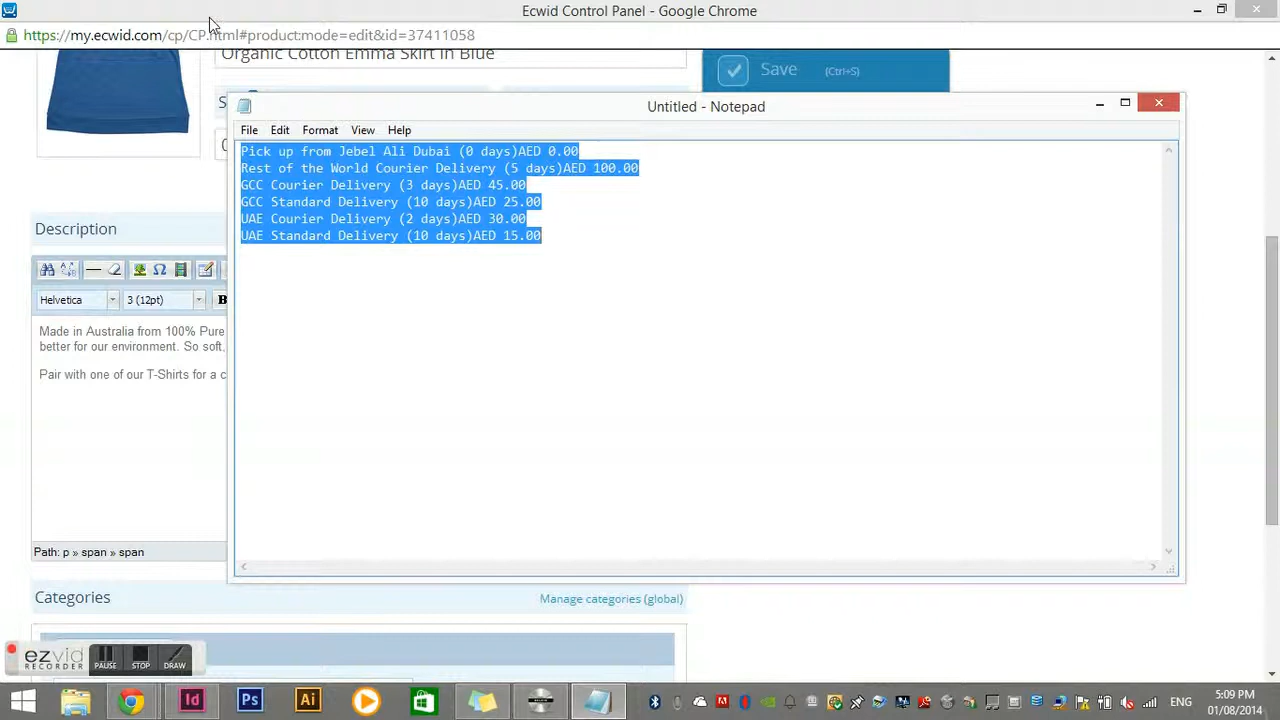 Ecwid Control Panel - Google Chrome
https://my.ecwid.com/cp/CP.html#product:mode=edit&id=37411058
Organic Cotton Emma Skirt in Blue
Save (Ctrl+S)
Untitled - Notepad
File Edit Format View Help
Pick up from Jebel Ali Dubai (0 days)AED 0.00
Rest of the World Courier Delivery (5 days)AED 100.00
GCC Courier Delivery (3 days)AED 45.00
GCC Standard Delivery (10 days)AED 25.00
UAE Courier Delivery (2 days)AED 30.00
UAE Standard Delivery (10 days)AED 15.00
Description
Helvetica 3 (12pt) B
Made in Australia from 100% Pure
better for our environment. So soft,
Pair with one of our T-Shirts for a c
Path: p » span » span
Categories
Manage categories (global)
ezvid
RECORDER
PAUSE STOP DRAW
Id Ps Ai
ENG
5:09 PM
01/08/2014